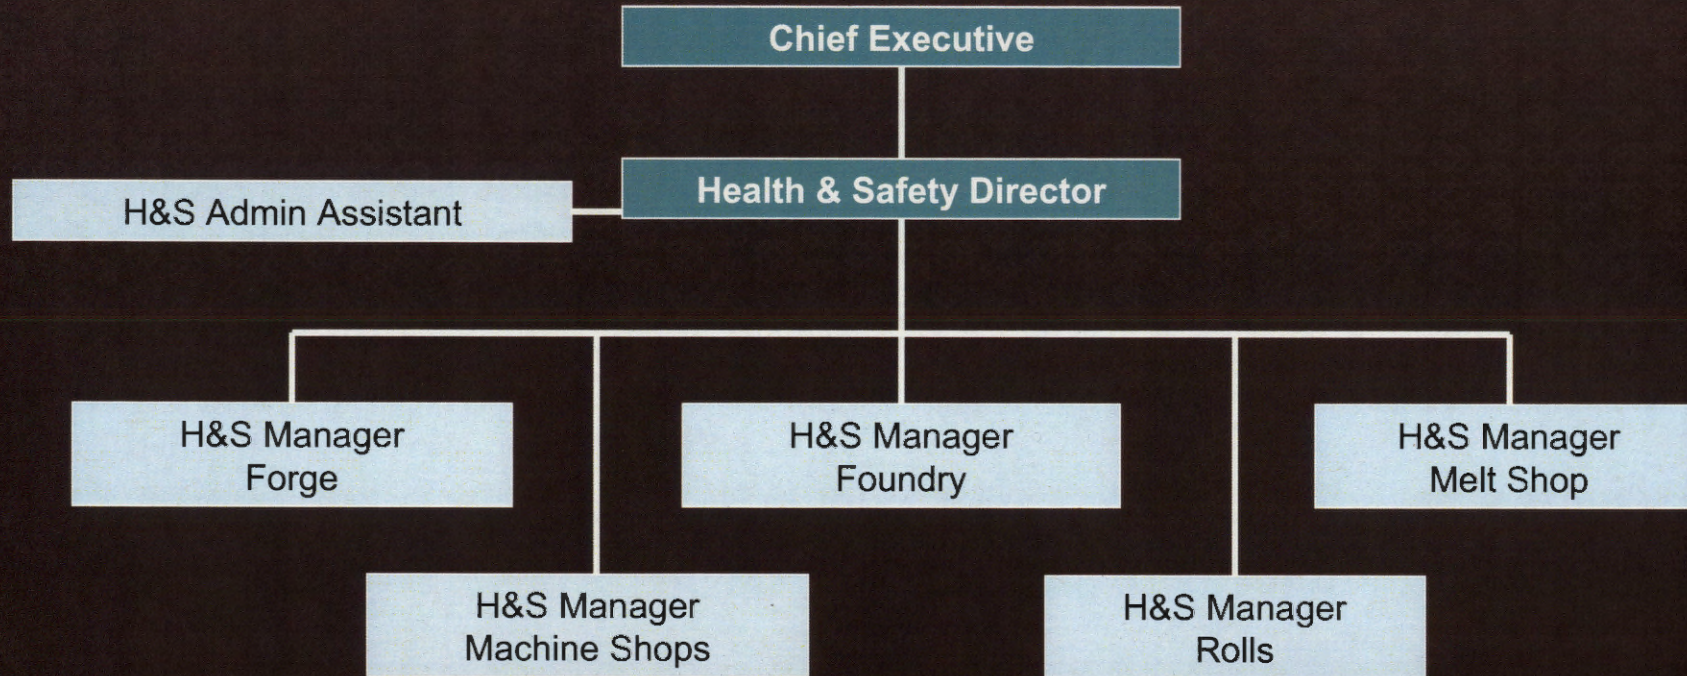 Chief Executive
Health & Safety Director
H&S Admin Assistant
H&S Manager
Forge
H&S Manager
Foundry
H&S Manager
Melt Shop
H&S Manager
Machine Shops
H&S Manager
Rolls